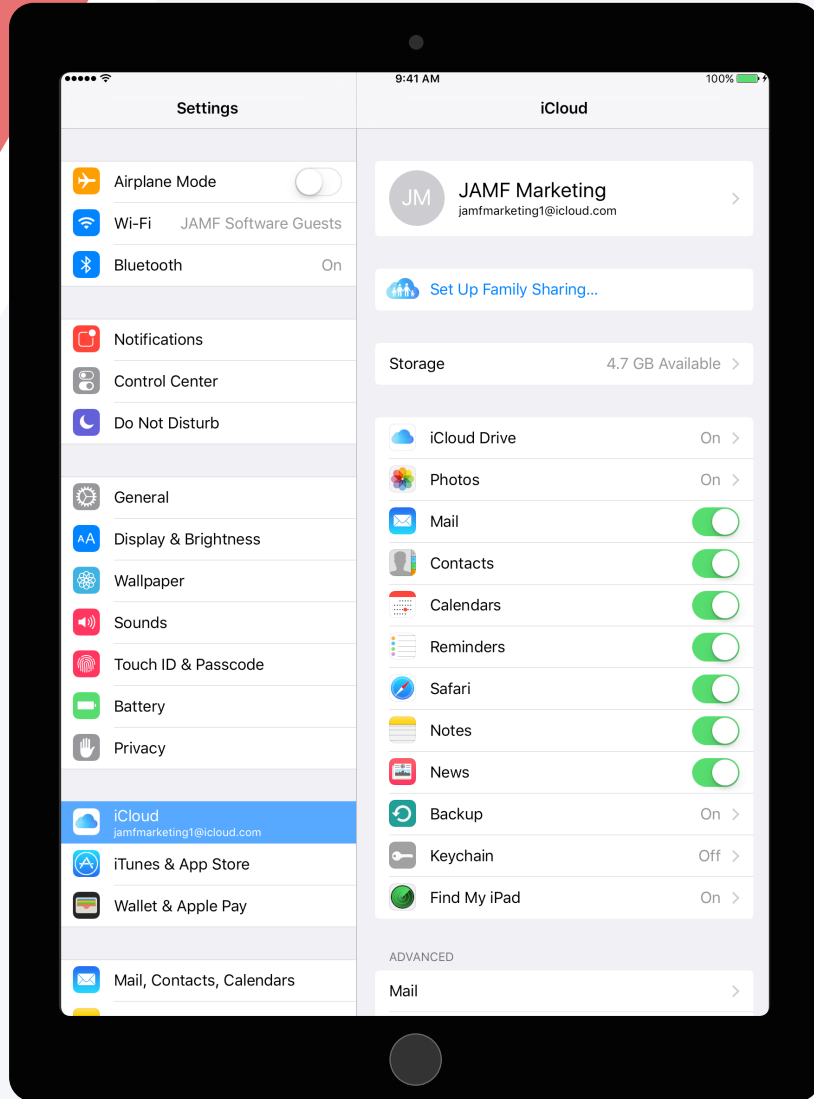 9:41 AM
100%
Settings
Airplane Mode
Wi-Fi JAMF Software Guests
Bluetooth On
Notifications
Control Center
Do Not Disturb
General
AA Display & Brightness
Wallpaper
Sounds
Touch ID & Passcode
Battery
Privacy
iCloud
jamfmarketing1@icloud.com
iTunes & App Store
Wallet & Apple Pay
Mail, Contacts, Calendars
iCloud
JM
JAMF Marketing
jamfmarketing1@icloud.com
Set Up Family Sharing...
Storage 4.7 GB Available
iCloud Drive On
Photos On
Mail
Contacts
Calendars
Reminders
Safari
Notes
News
Backup On
Keychain Off
Find My iPad On
ADVANCED
Mail